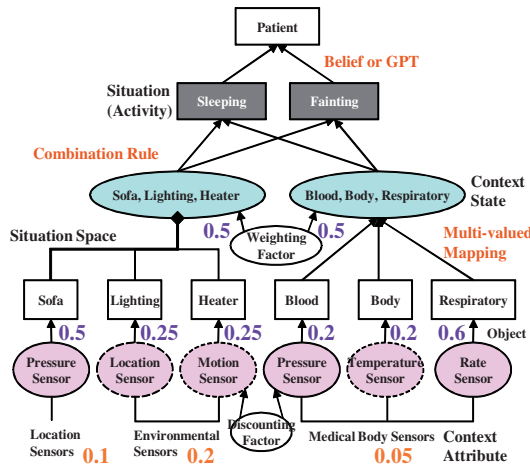 Patient
Belief or GPT
Situation
(Activity)
Sleeping
Fainting
Combination Rule
Sofa, Lighting, Heater
Blood, Body, Respiratory
Context
State
0.5
Weighting
Factor
0.5
Situation Space
Multi-valued
Mapping
Sofa
Lighting
Heater
Blood
Body
Respiratory
0.5
0.25
0.25
0.2
0.2
0.6
Object
Pressure
Sensor
Location
Sensor
Motion
Sensor
Pressure
Sensor
Temperature
Sensor
Rate
Sensor
Discounting
Factor
Location
Sensors
0.1
Environmental
Sensors
0.2
Medical Body Sensors
0.05
Context
Attribute